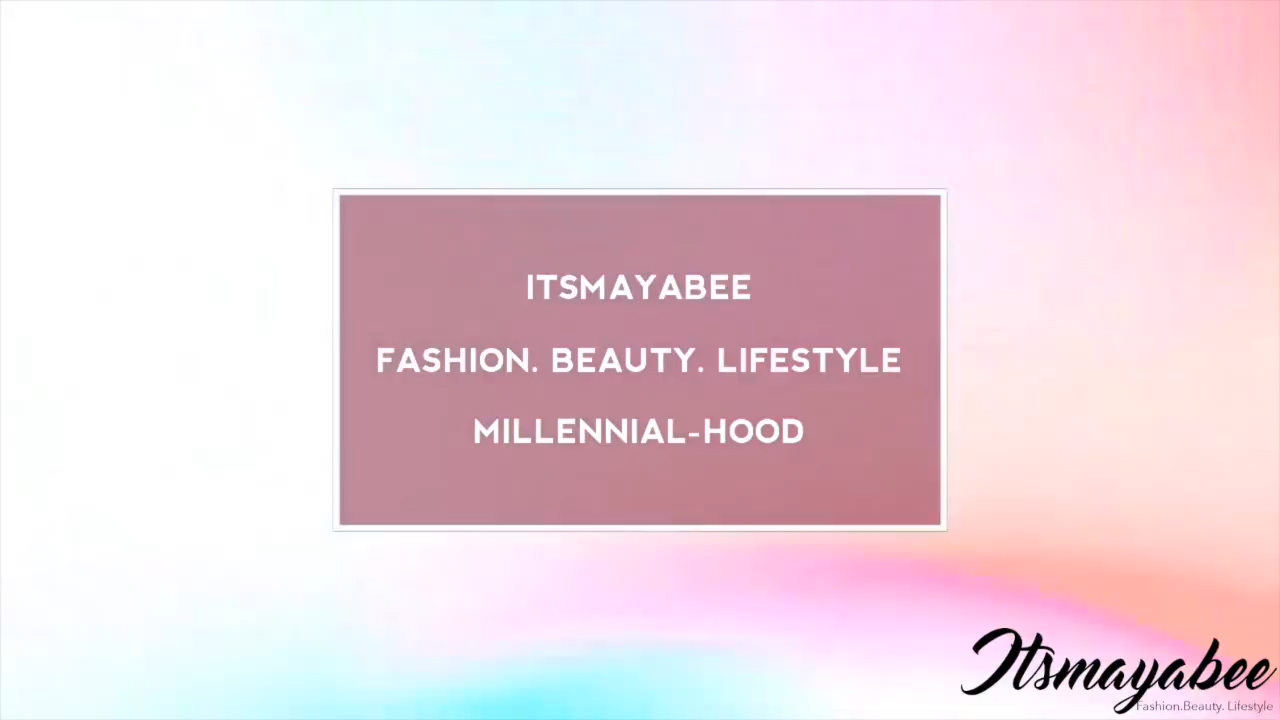 ITSMAYABEE
FASHION. BEAUTY. LIFESTYLE
MILLENNIAL-HOOD
Itsmayabee
Fashion.Beauty. Lifestyle